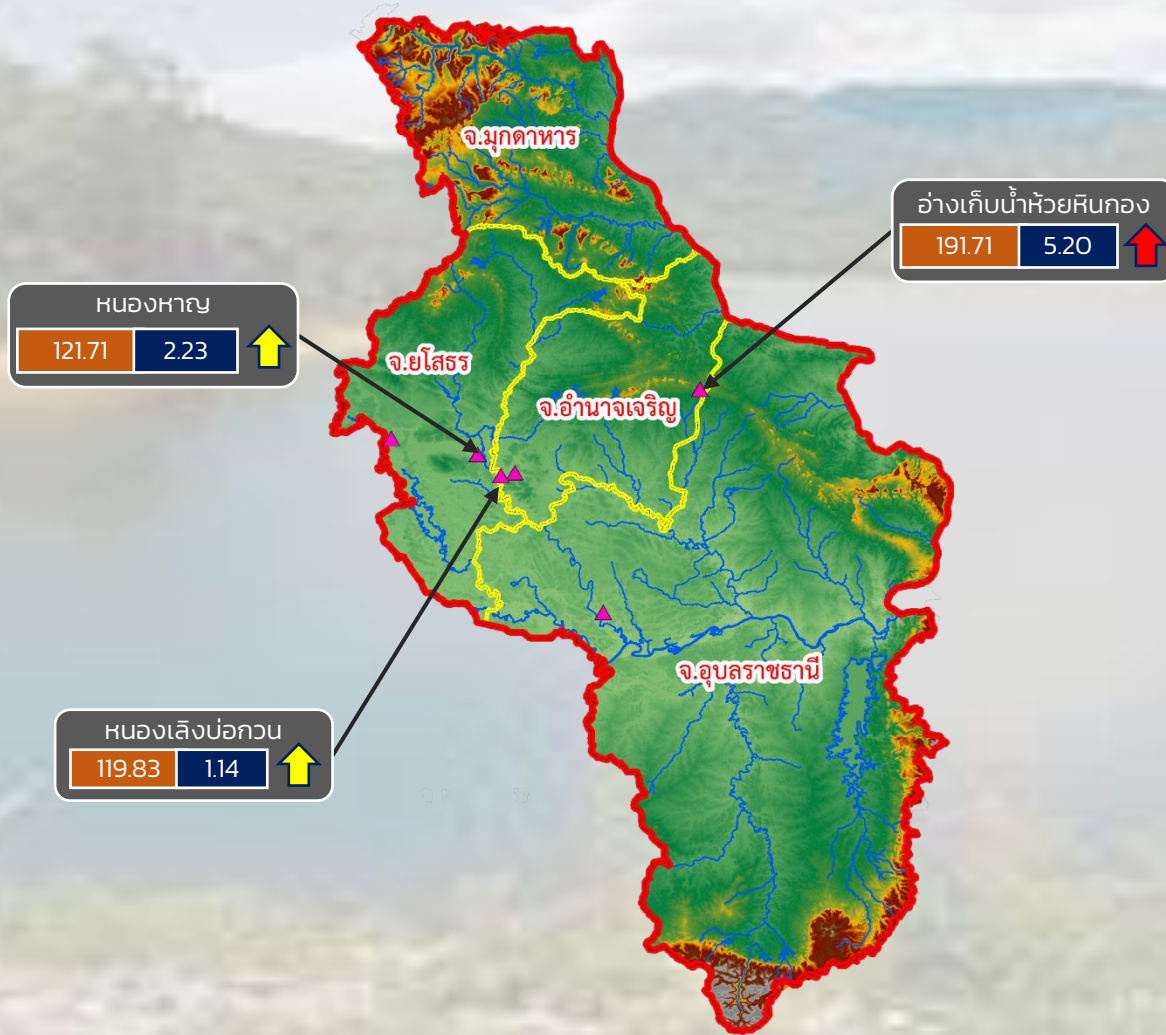 จ.มุกดาหาร
อ่างเก็บน้ำห้วยหินกอง
191.71 5.20
หนองหาญ
121.71 2.23
จ.ยโสธร
จ.อำนาจเจริญ
จ.อุบลราชธานี
หนองเลิงบ่อกวน
119.83 1.14